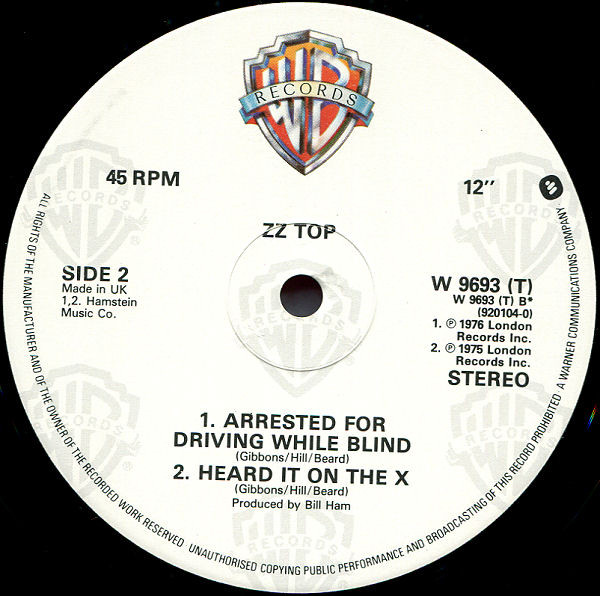 WB
RECORDS
45 RPM
12"
ZZ TOP
SIDE 2
Made in UK
1,2. Hamstein
Music Co.
W 9693 (T)
W 9693 (T) B*
(920104-0)
1. ℗ 1976 London
Records Inc.
2. ℗ 1975 London
Records Inc.
STEREO
1. ARRESTED FOR
DRIVING WHILE BLIND
(Gibbons/Hill/Beard)
2. HEARD IT ON THE X
(Gibbons/Hill/Beard)
Produced by Bill Ham
ALL RIGHTS OF THE MANUFACTURER AND OF THE OWNER OF THE RECORDED WORK RESERVED. UNAUTHORISED COPYING PUBLIC PERFORMANCE AND BROADCASTING OF THIS RECORD PROHIBITED. A WARNER COMMUNICATIONS COMPANY